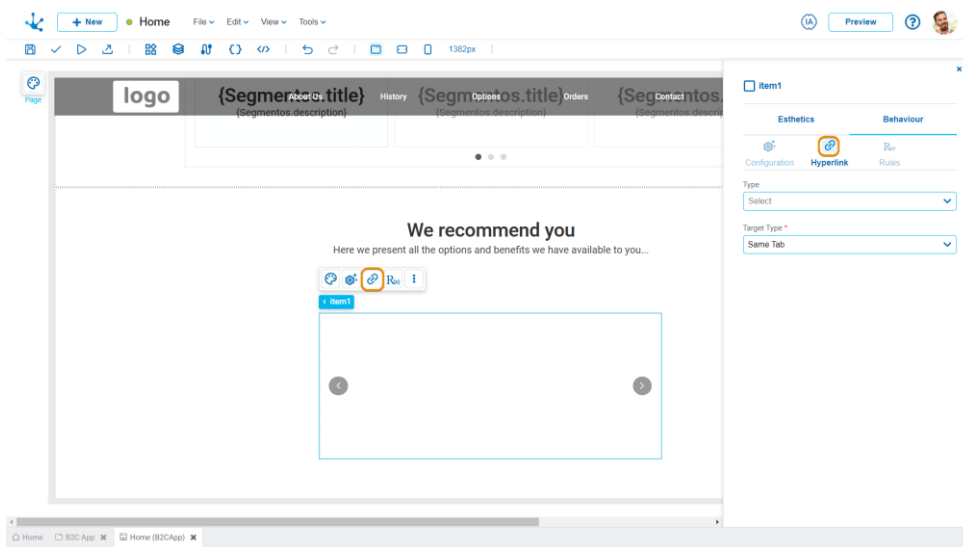 + New
Home
File
Edit
View
Tools
IA
Preview
?
1382px
Page
logo
{Segmentos.title}
{Segmentos.title}
{Segmentos.
About Us
History
Options
Orders
Contact
{Segmentos.description}
{Segmentos.description}
{Segmentos.descrip
We recommend you
Here we present all the options and benefits we have available to you...
R(x)
< item1
item1
Esthetics
Behaviour
R(x)
Configuration
Hyperlink
Rules
Type
Select
Target Type *
Same Tab
Home
B2C App
Home (B2CApp)